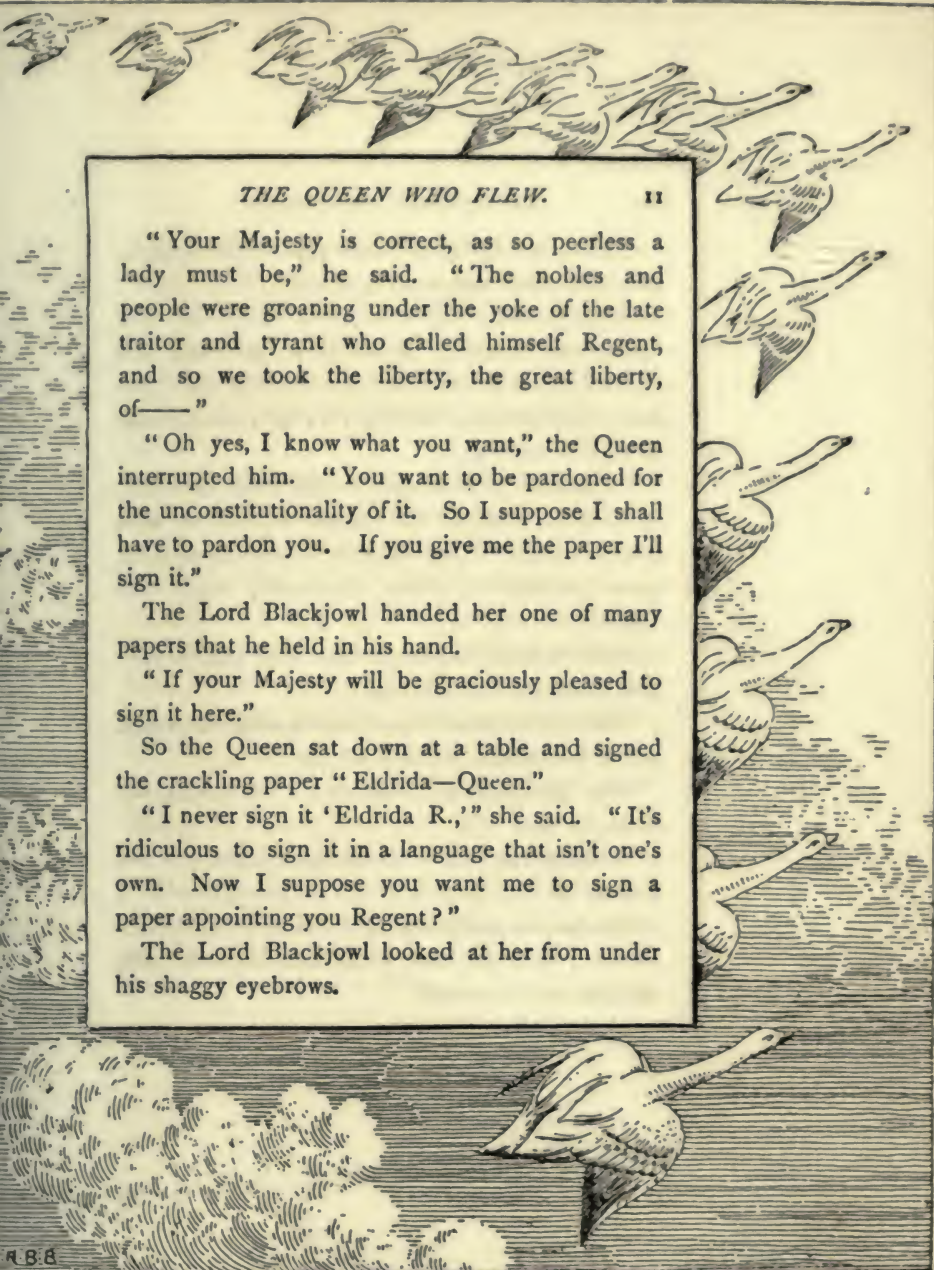 THE QUEEN WHO FLEW. 11
"Your Majesty is correct, as so peerless a
lady must be," he said. "The nobles and
people were groaning under the yoke of the late
traitor and tyrant who called himself Regent,
and so we took the liberty, the great liberty,
of——"
"Oh yes, I know what you want," the Queen
interrupted him. "You want to be pardoned for
the unconstitutionality of it. So I suppose I shall
have to pardon you. If you give me the paper I'll
sign it."
The Lord Blackjowl handed her one of many
papers that he held in his hand.
"If your Majesty will be graciously pleased to
sign it here."
So the Queen sat down at a table and signed
the crackling paper "Eldrida—Queen."
"I never sign it 'Eldrida R.,'" she said. "It's
ridiculous to sign it in a language that isn't one's
own. Now I suppose you want me to sign a
paper appointing you Regent?"
The Lord Blackjowl looked at her from under
his shaggy eyebrows.